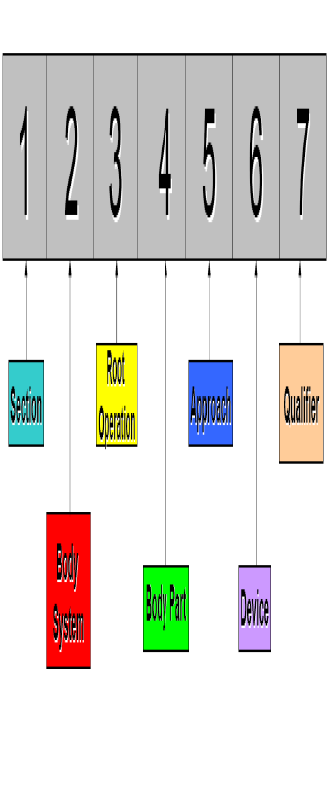 1 2 3 4 5 6 7
Section
Root
Operation
Approach
Qualifier
Body
System
Body Part
Device